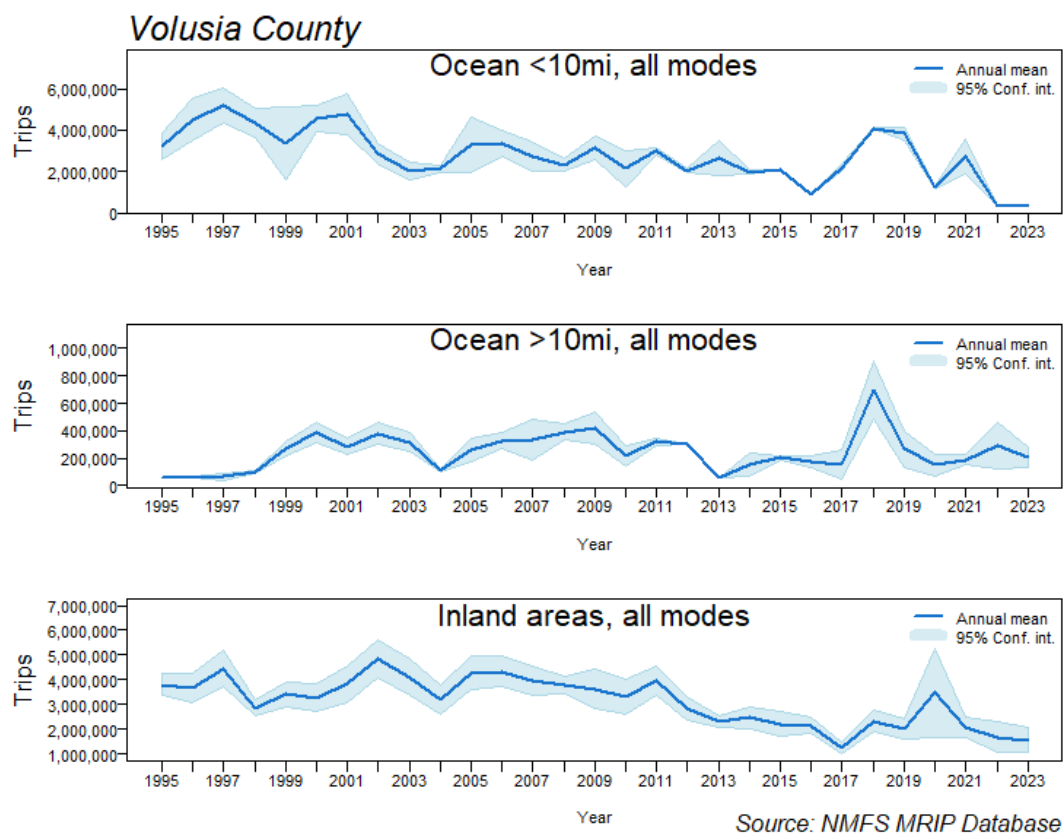 Volusia County
Ocean <10mi, all modes
Annual mean
95% Conf. int.
Trips
6,000,000
4,000,000
2,000,000
0
1995 1997 1999 2001 2003 2005 2007 2009 2011 2013 2015 2017 2019 2021 2023
Year
Ocean >10mi, all modes
Annual mean
95% Conf. int.
Trips
1,000,000
800,000
600,000
400,000
200,000
0
1995 1997 1999 2001 2003 2005 2007 2009 2011 2013 2015 2017 2019 2021 2023
Year
Inland areas, all modes
Annual mean
95% Conf. int.
Trips
7,000,000
6,000,000
5,000,000
4,000,000
3,000,000
2,000,000
1,000,000
1995 1997 1999 2001 2003 2005 2007 2009 2011 2013 2015 2017 2019 2021 2023
Year
Source: NMFS MRIP Database